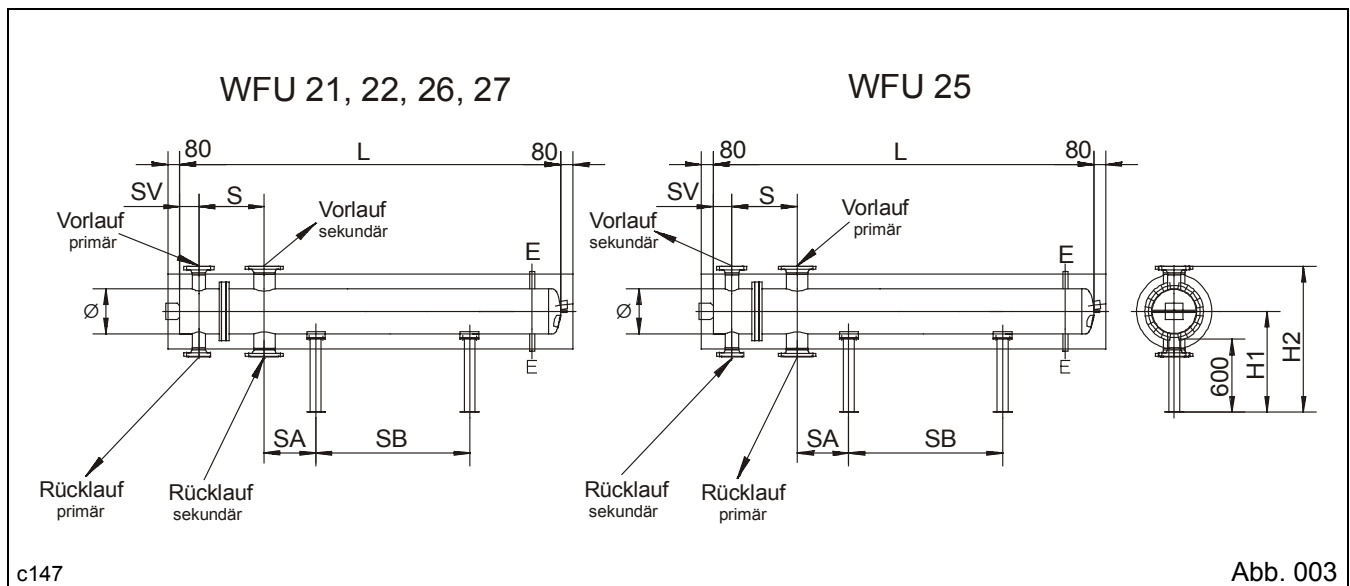 WFU 21, 22, 26, 27
80
L
80
SV
S
Vorlauf
primär
Vorlauf
sekundär
E
Ø
E
SA
SB
Rücklauf
primär
Rücklauf
sekundär
WFU 25
80
L
80
SV
S
Vorlauf
sekundär
Vorlauf
primär
E
Ø
E
SA
SB
Rücklauf
sekundär
Rücklauf
primär
600
H1
H2
c147
Abb. 003